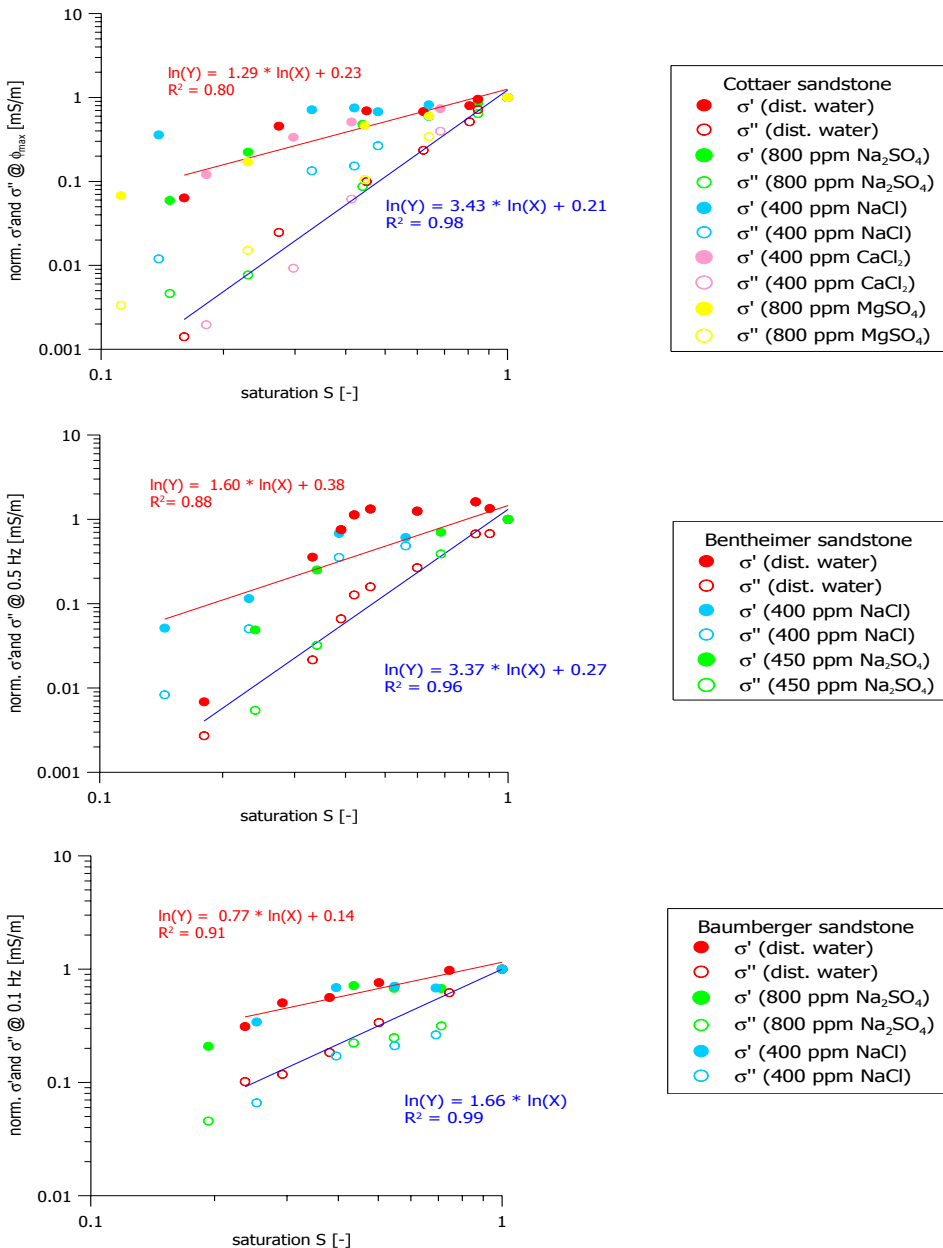 10
1
0.1
0.01
0.001
norm. σ'and σ'' @ ϕmax [mS/m]
ln(Y) = 1.29 * ln(X) + 0.23
R² = 0.80
ln(Y) = 3.43 * ln(X) + 0.21
R² = 0.98
0.1
1
saturation S [-]
Cottaer sandstone
σ' (dist. water)
σ'' (dist. water)
σ' (800 ppm Na₂SO₄)
σ'' (800 ppm Na₂SO₄)
σ' (400 ppm NaCl)
σ'' (400 ppm NaCl)
σ' (400 ppm CaCl₂)
σ'' (400 ppm CaCl₂)
σ' (800 ppm MgSO₄)
σ'' (800 ppm MgSO₄)
10
1
0.1
0.01
0.001
norm. σ'and σ'' @ 0.5 Hz [mS/m]
ln(Y) = 1.60 * ln(X) + 0.38
R²= 0.88
ln(Y) = 3.37 * ln(X) + 0.27
R² = 0.96
0.1
1
saturation S [-]
Bentheimer sandstone
σ' (dist. water)
σ'' (dist. water)
σ' (400 ppm NaCl)
σ'' (400 ppm NaCl)
σ' (450 ppm Na₂SO₄)
σ'' (450 ppm Na₂SO₄)
10
1
0.1
0.01
norm. σ'and σ'' @ 0.1 Hz [mS/m]
ln(Y) = 0.77 * ln(X) + 0.14
R² = 0.91
ln(Y) = 1.66 * ln(X)
R² = 0.99
0.1
1
saturation S [-]
Baumberger sandstone
σ' (dist. water)
σ'' (dist. water)
σ' (800 ppm Na₂SO₄)
σ'' (800 ppm Na₂SO₄)
σ' (400 ppm NaCl)
σ'' (400 ppm NaCl)